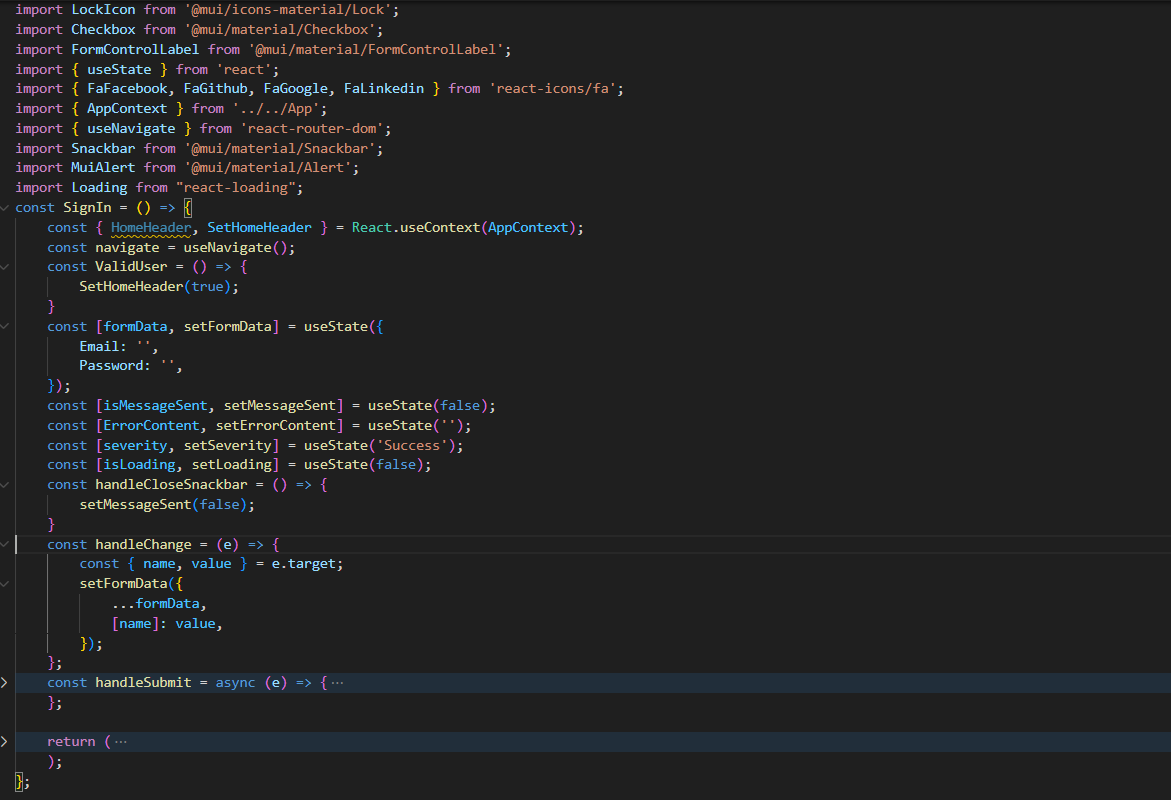 import LockIcon from '@mui/icons-material/Lock';
import Checkbox from '@mui/material/Checkbox';
import FormControlLabel from '@mui/material/FormControlLabel';
import { useState } from 'react';
import { FaFacebook, FaGithub, FaGoogle, FaLinkedin } from 'react-icons/fa';
import { AppContext } from '../../App';
import { useNavigate } from 'react-router-dom';
import Snackbar from '@mui/material/Snackbar';
import MuiAlert from '@mui/material/Alert';
import Loading from "react-loading";
const SignIn = () => {
    const { HomeHeader, SetHomeHeader } = React.useContext(AppContext);
    const navigate = useNavigate();
    const ValidUser = () => {
        SetHomeHeader(true);
    }
    const [formData, setFormData] = useState({
        Email: '',
        Password: '',
    });
    const [isMessageSent, setMessageSent] = useState(false);
    const [ErrorContent, setErrorContent] = useState('');
    const [severity, setSeverity] = useState('Success');
    const [isLoading, setLoading] = useState(false);
    const handleCloseSnackbar = () => {
        setMessageSent(false);
    }
    const handleChange = (e) => {
        const { name, value } = e.target;
        setFormData({
            ...formData,
            [name]: value,
        });
    };
    const handleSubmit = async (e) => {···
    };

    return (···
    );
};